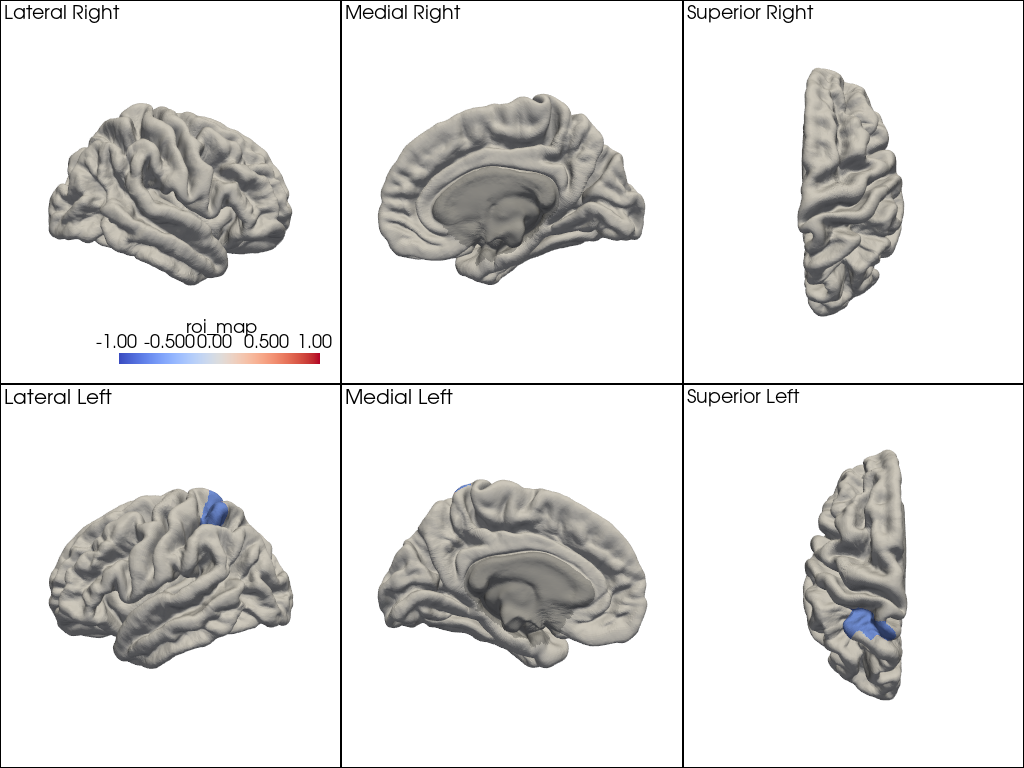 Lateral Right
Medial Right
Superior Right
roi_map
-1.00 -0.500 0.00 0.500 1.00
Lateral Left
Medial Left
Superior Left